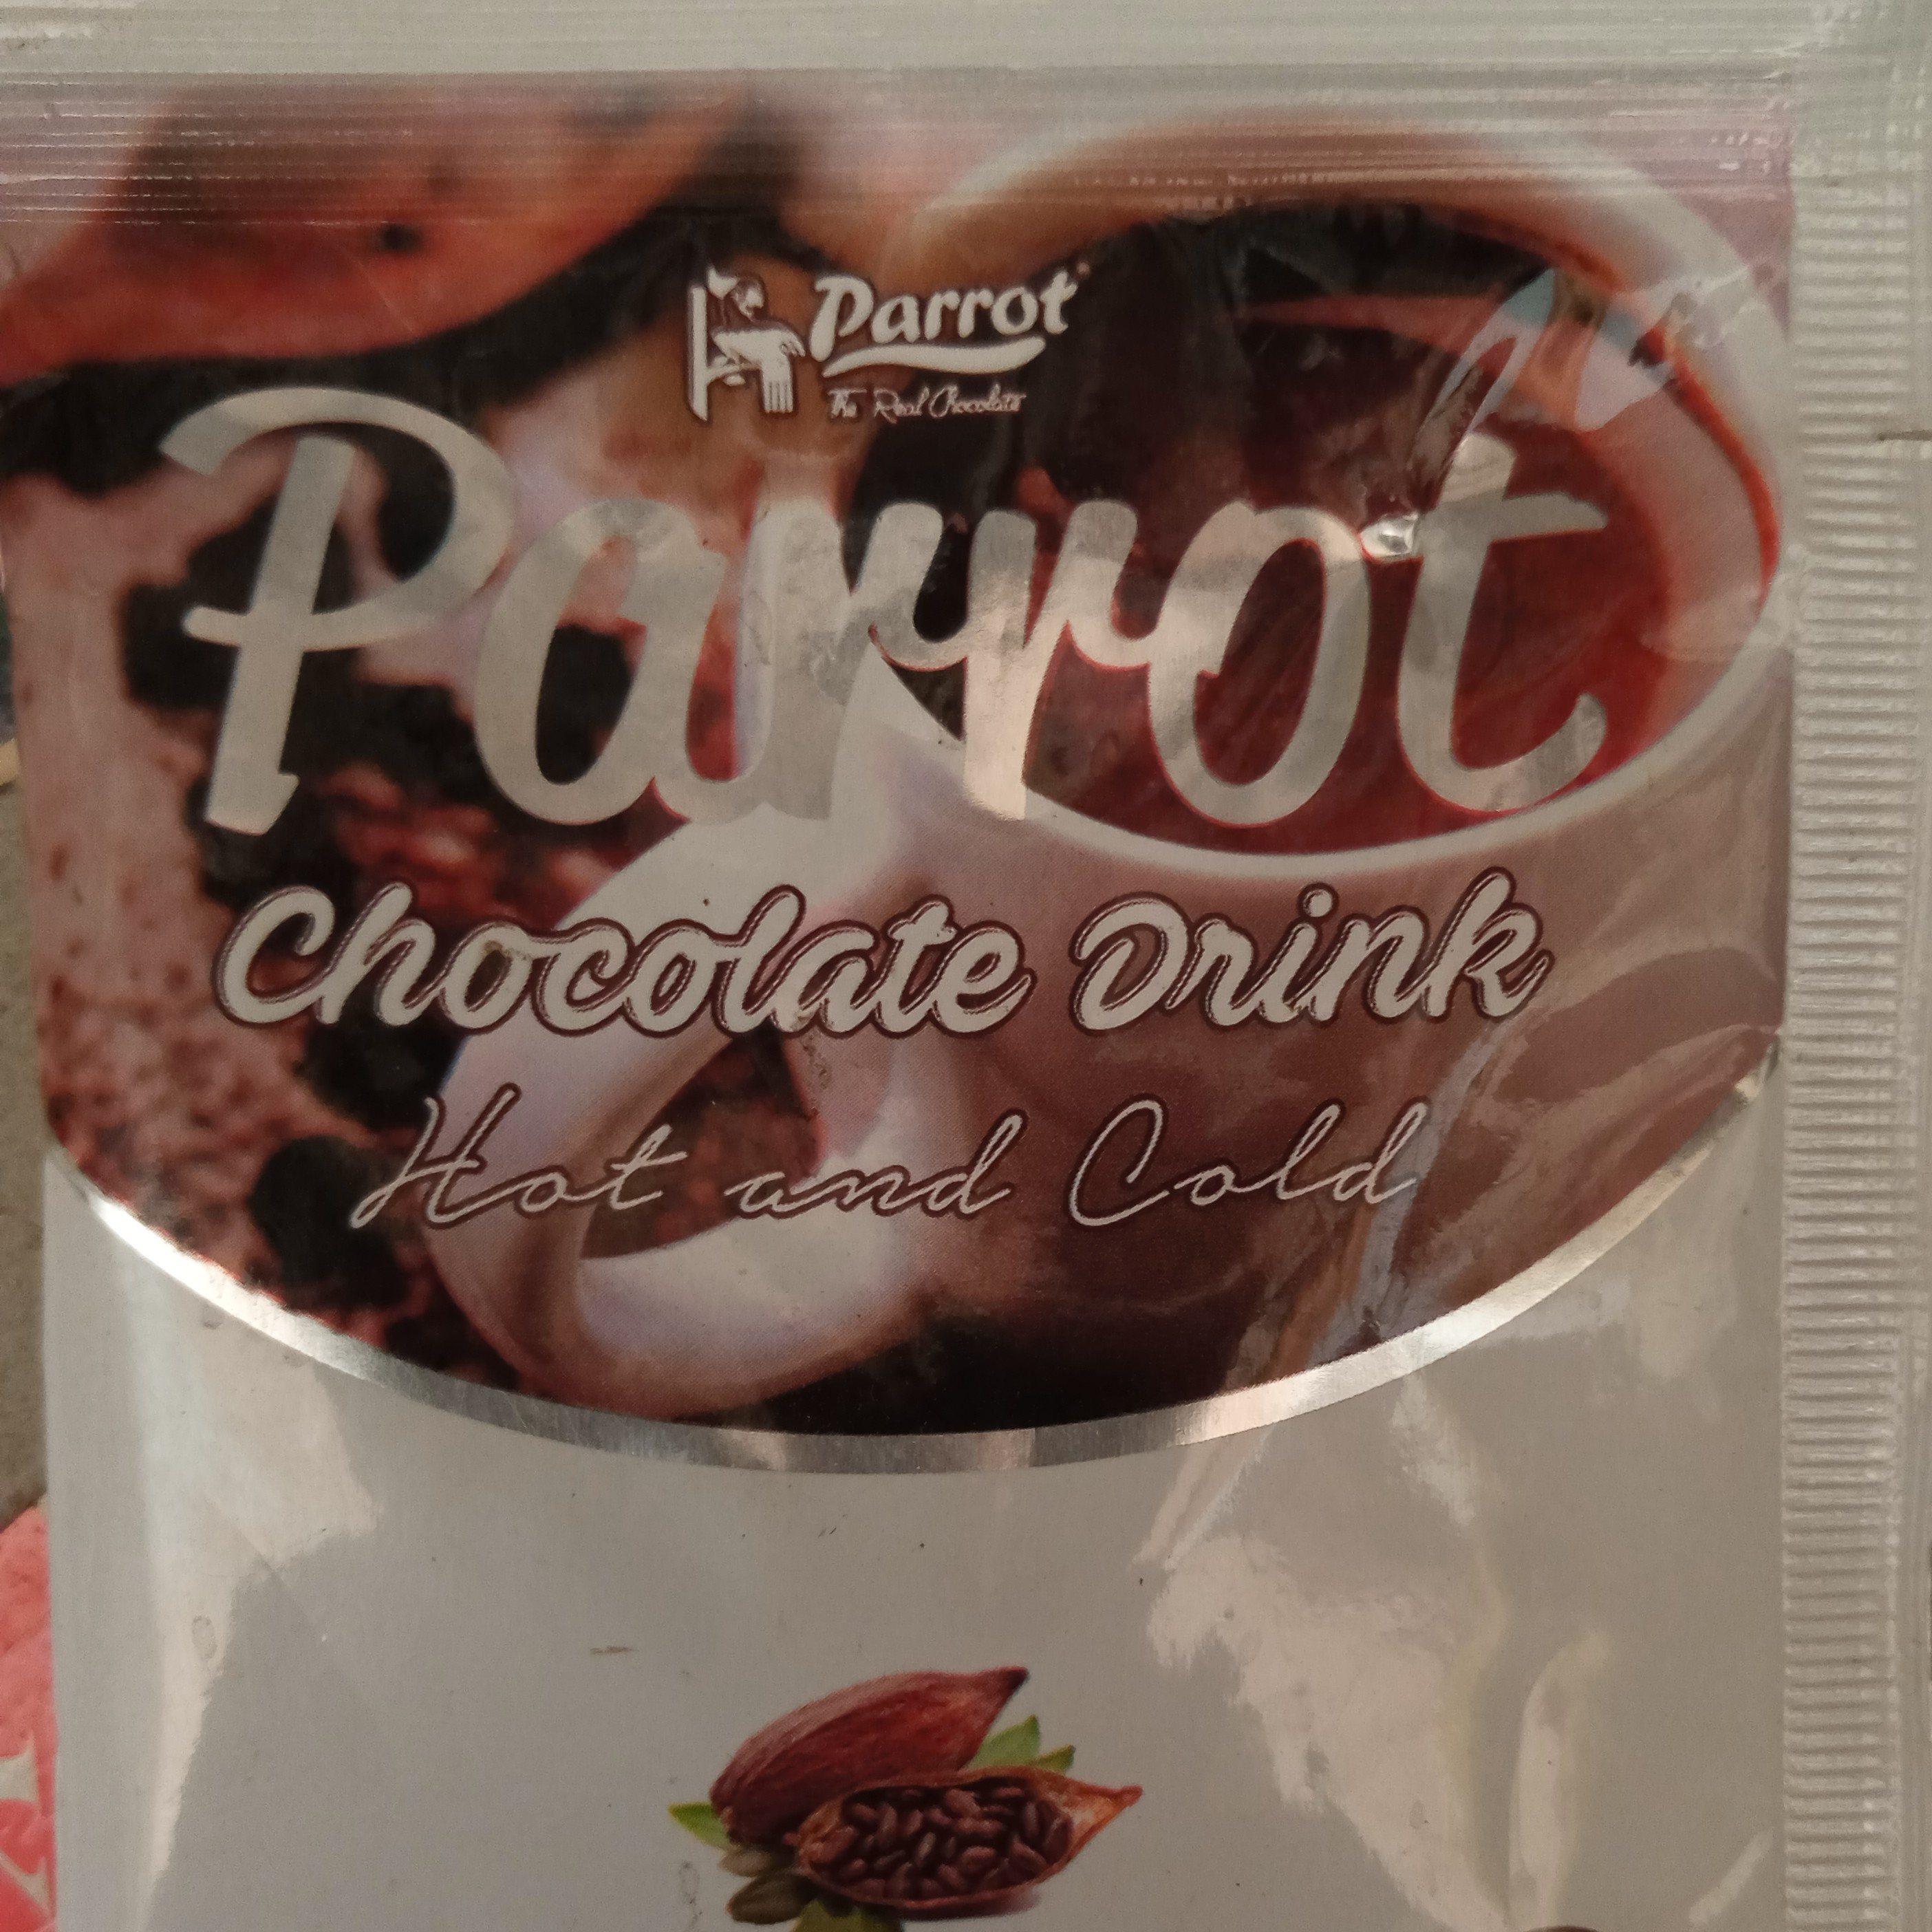 Parrot
The Real Chocolate
Parrot
Chocolate Drink
Hot and Cold